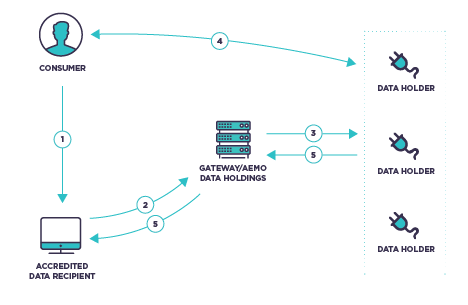 4
CONSUMER
DATA HOLDER
1
3
5
GATEWAY/AEMO
DATA HOLDINGS
DATA HOLDER
2
5
ACCREDITED
DATA RECIPIENT
DATA HOLDER